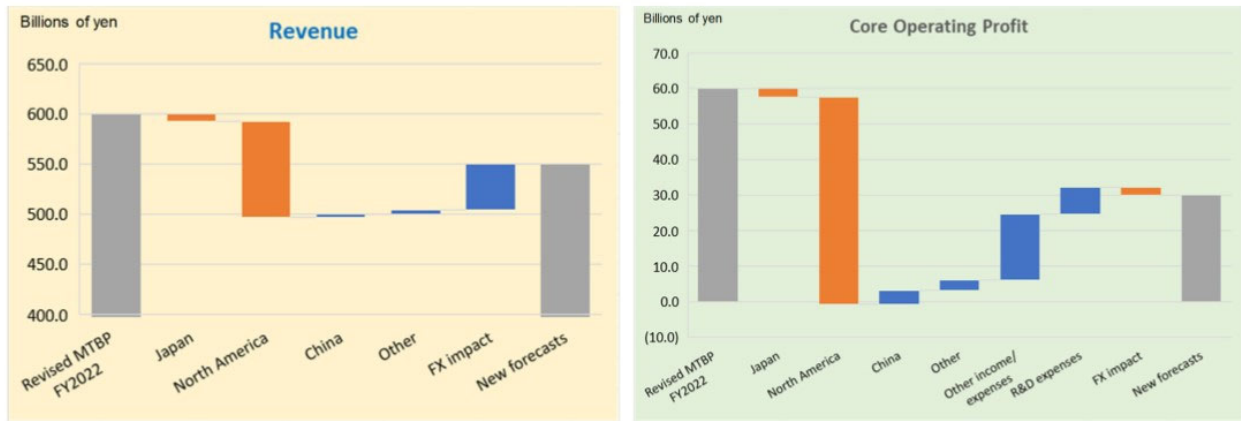 Billions of yen
Revenue
650.0
600.0
550.0
500.0
450.0
400.0
Revised MTBP
FY2022
Japan
North America
China
Other
FX impact
New forecasts
Billions of yen
Core Operating Profit
70.0
60.0
50.0
40.0
30.0
20.0
10.0
0.0
(10.0)
Revised MTBP
FY2022
Japan
North America
China
Other
Other income/
expenses
R&D expenses
FX impact
New forecasts